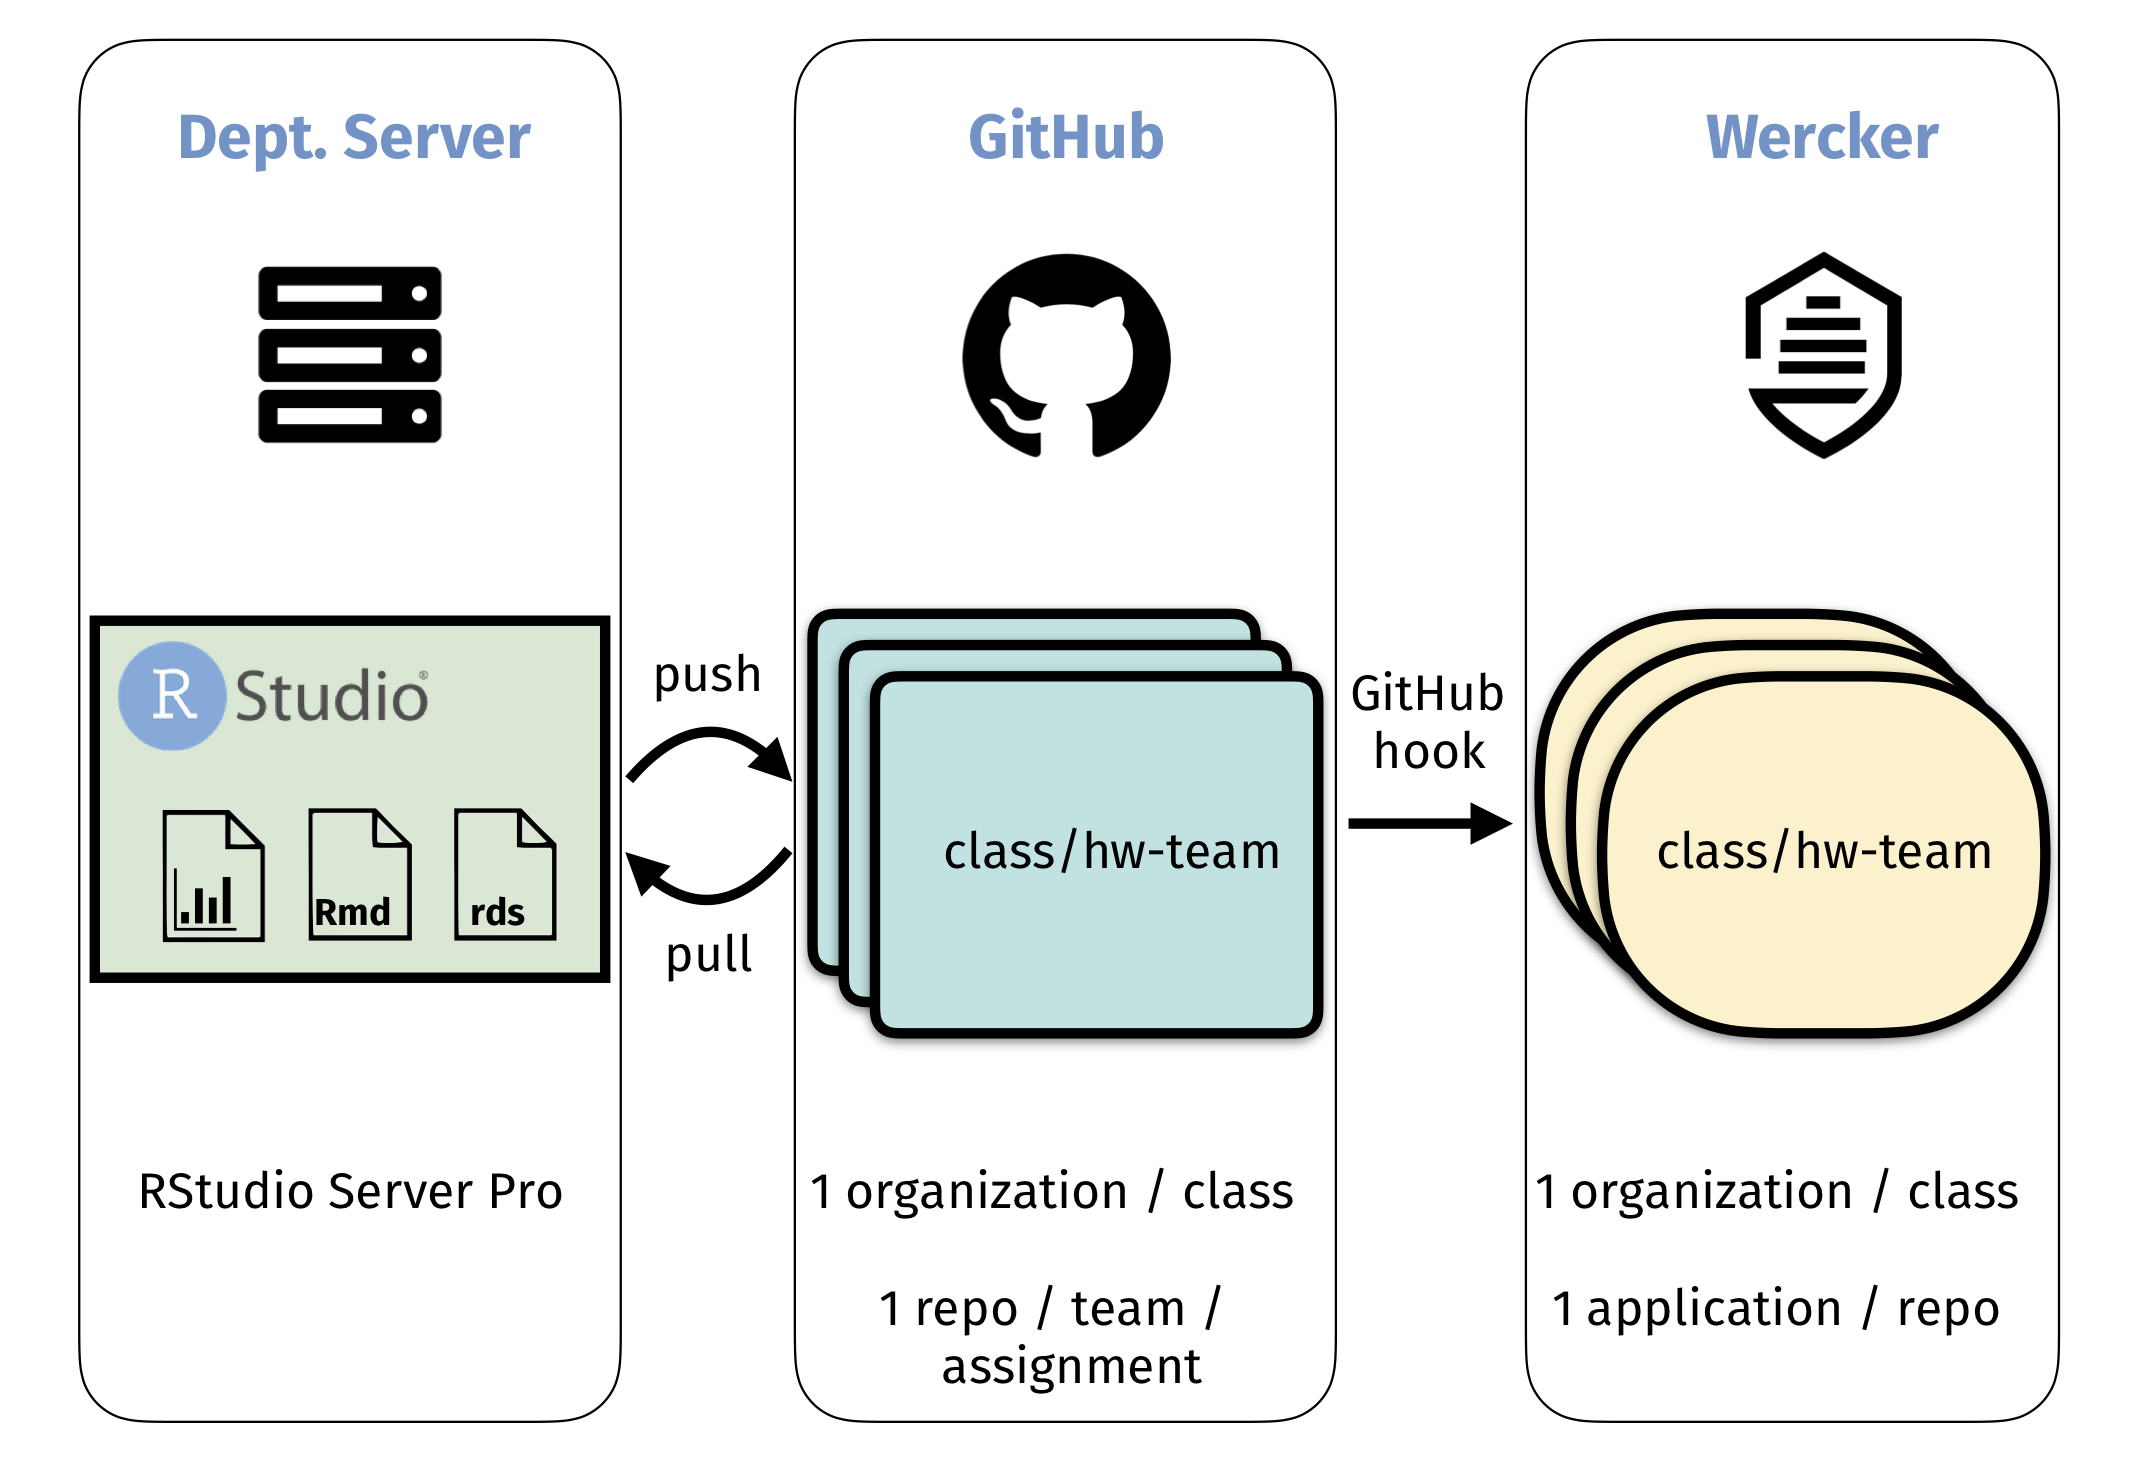 Dept. Server
GitHub
Wercker
R Studio®
Rmd
rds
push
pull
class/hw-team
GitHub
hook
class/hw-team
RStudio Server Pro
1 organization / class
1 repo / team /
assignment
1 organization / class
1 application / repo